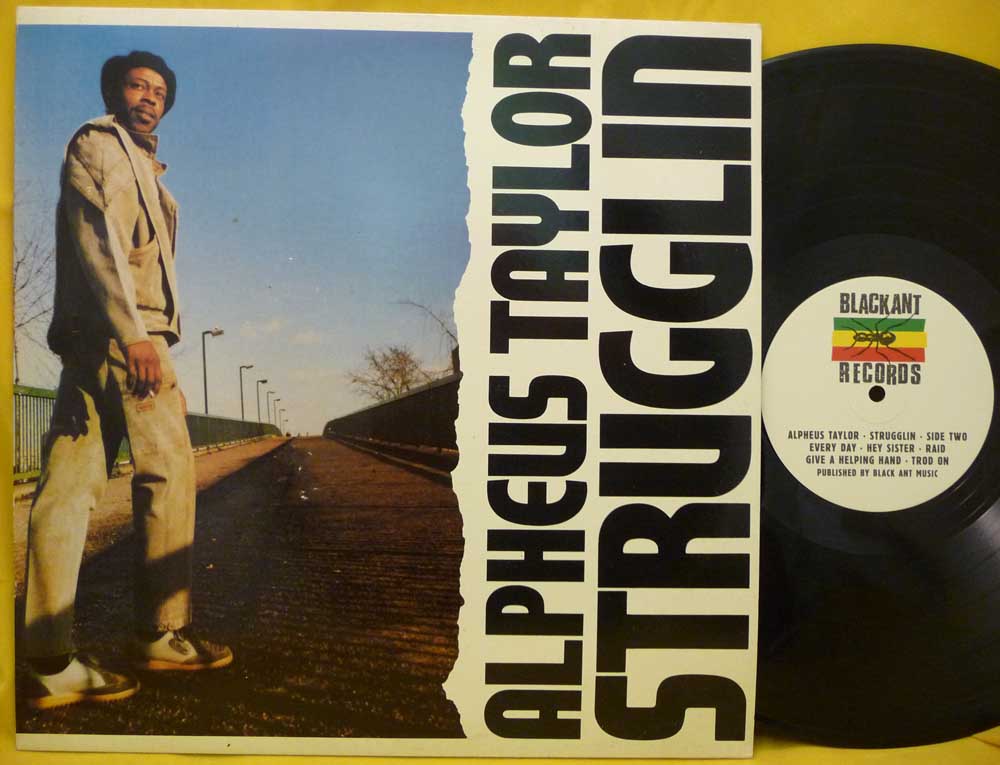 ALPHEUS TAYLOR
STRUGGLIN
BLACKANT
RECORDS
ALPHEUS TAYLOR · STRUGGLIN · SIDE TWO
EVERY DAY · HEY SISTER · RAID
GIVE A HELPING HAND · TROD ON
PUBLISHED BY BLACK ANT MUSIC